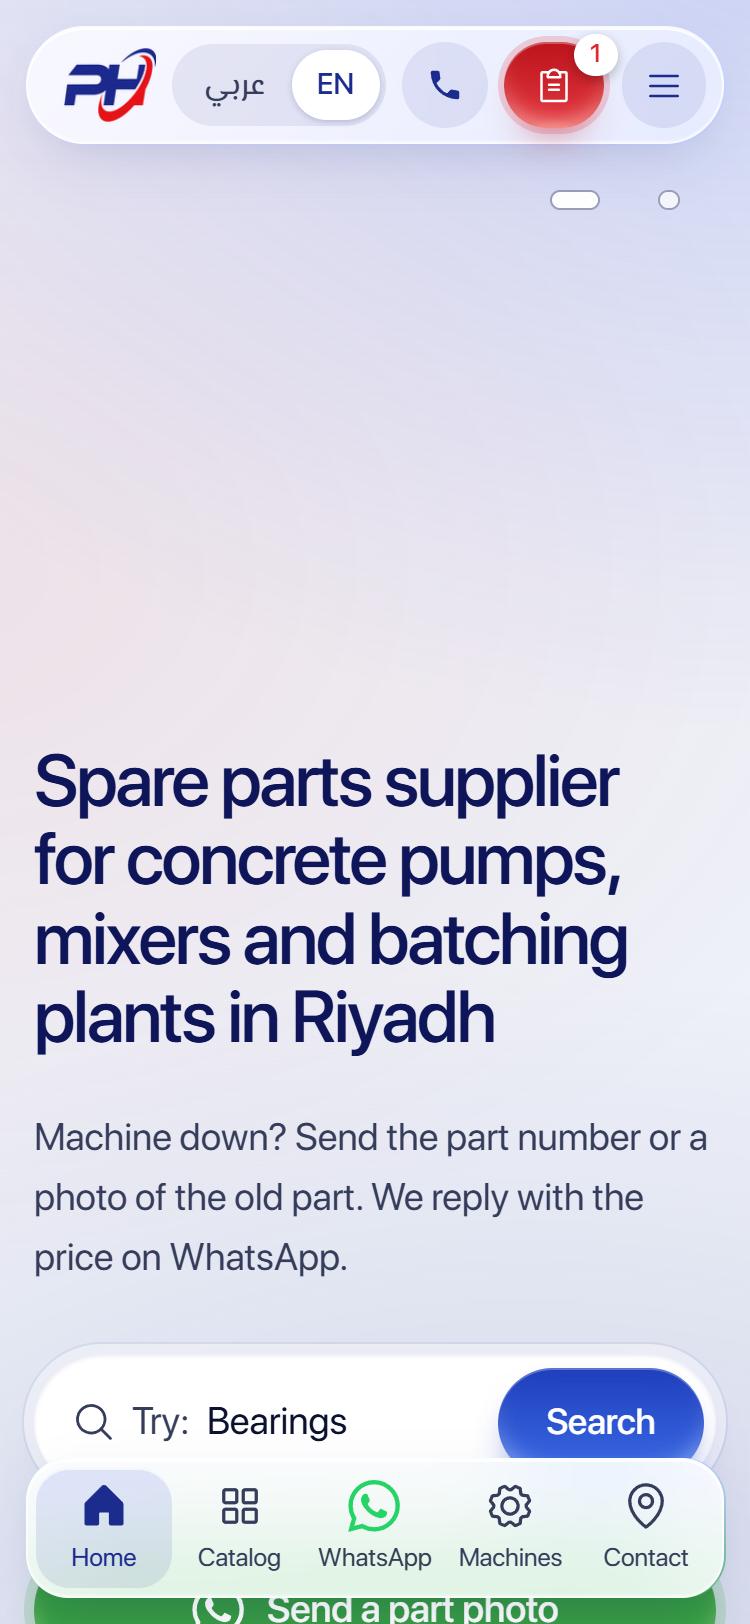 PH
عربي
EN
1
Spare parts supplier
for concrete pumps,
mixers and batching
plants in Riyadh
Machine down? Send the part number or a
photo of the old part. We reply with the
price on WhatsApp.
Try: Bearings
Search
Home
Catalog
WhatsApp
Machines
Contact
Send a part photo